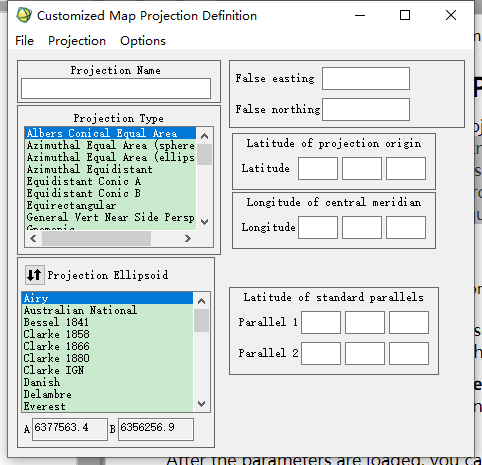 Customized Map Projection Definition
File Projection Options
Projection Name
Projection Type
Albers Conical Equal Area
Azimuthal Equal Area (sphere
Azimuthal Equal Area (ellips
Azimuthal Equidistant
Equidistant Conic A
Equidistant Conic B
Equirectangular
General Vert Near Side Persp
Gnomonic
Projection Ellipsoid
Airy
Australian National
Bessel 1841
Clarke 1858
Clarke 1866
Clarke 1880
Clarke IGN
Danish
Delambre
Everest
A 6377563.4 B 6356256.9
False easting
False northing
Latitude of projection origin
Latitude
Longitude of central meridian
Longitude
Latitude of standard parallels
Parallel 1
Parallel 2
After the parameters are loaded, you ca